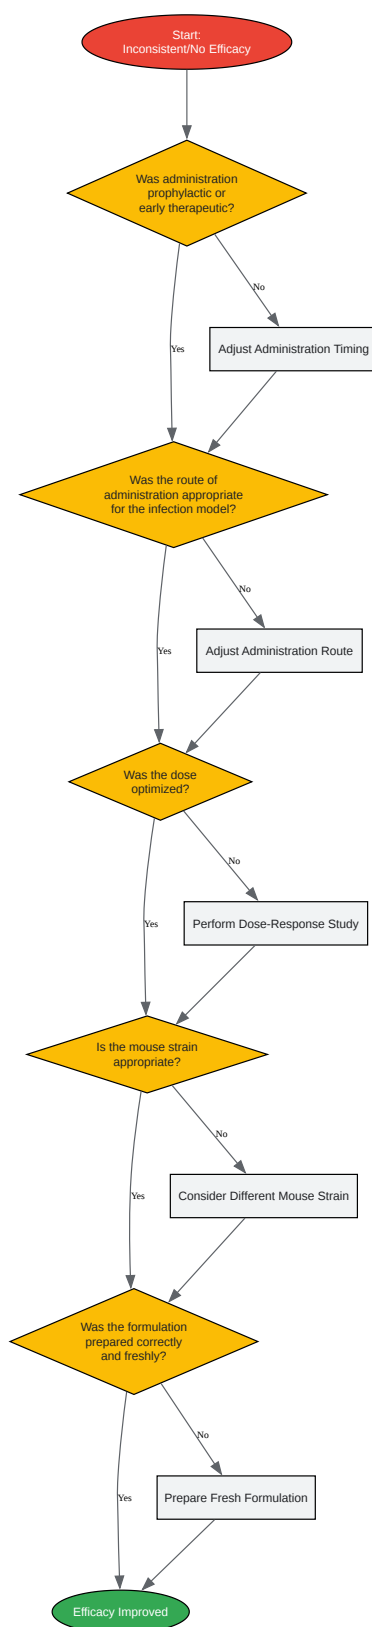 Start:
Inconsistent/No Efficacy
Was administration
prophylactic or
early therapeutic?
No
Yes
Adjust Administration Timing
Was the route of
administration appropriate
for the infection model?
No
Yes
Adjust Administration Route
Was the dose
optimized?
No
Yes
Perform Dose-Response Study
Is the mouse strain
appropriate?
No
Yes
Consider Different Mouse Strain
Was the formulation
prepared correctly
and freshly?
No
Yes
Prepare Fresh Formulation
Efficacy Improved